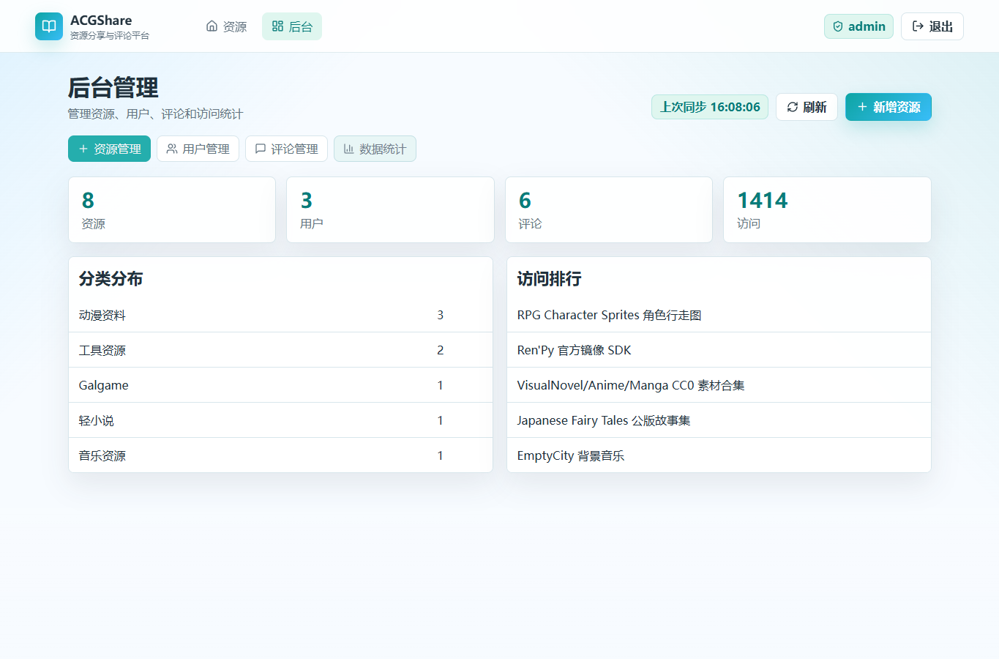 ACGShare
资源分享与评论平台
资源
后台
admin
退出
后台管理
管理资源、用户、评论和访问统计
上次同步 16:08:06
刷新
新增资源
资源管理
用户管理
评论管理
数据统计
8
资源
3
用户
6
评论
1414
访问
分类分布
动漫资料 3
工具资源 2
Galgame 1
轻小说 1
音乐资源 1
访问排行
RPG Character Sprites 角色行走图
Ren'Py 官方镜像 SDK
VisualNovel/Anime/Manga CC0 素材合集
Japanese Fairy Tales 公版故事集
EmptyCity 背景音乐